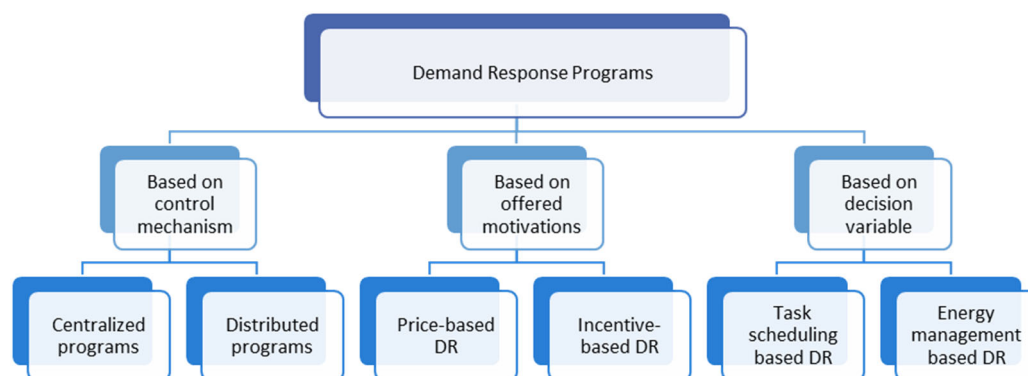 Demand Response Programs
Based on
control
mechanism
Based on
offered
motivations
Based on
decision
variable
Centralized
programs
Distributed
programs
Price-based
DR
Incentive-
based DR
Task
scheduling
based DR
Energy
management
based DR